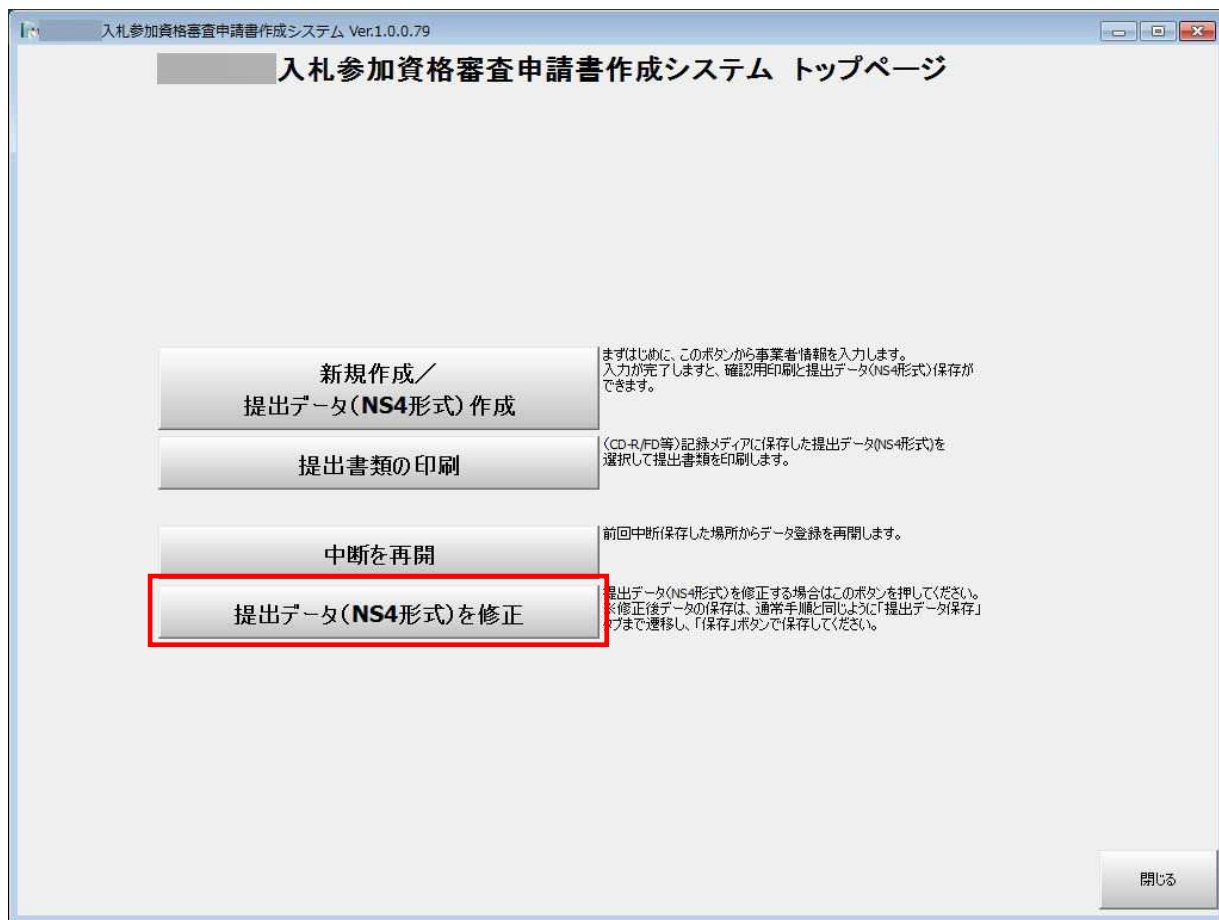 入札参加資格審査申請書作成システム Ver.1.0.0.79
入札参加資格審査申請書作成システム トップページ
新規作成／
提出データ(NS4形式)作成
まずはじめに、このボタンから事業者情報を入力します。
入力が完了しますと、確認用印刷と提出データ(NS4形式)保存が
できます。
提出書類の印刷
(CD-R/FD等)記録メディアに保存した提出データ(NS4形式)を
選択して提出書類を印刷します。
中断を再開
前回中断保存した場所からデータ登録を再開します。
提出データ(NS4形式)を修正
提出データ(NS4形式)を修正する場合はこのボタンを押してください。
※修正後データの保存は、通常手順と同じように「提出データ保存」
タブまで遷移し、「保存」ボタンで保存してください。
閉じる